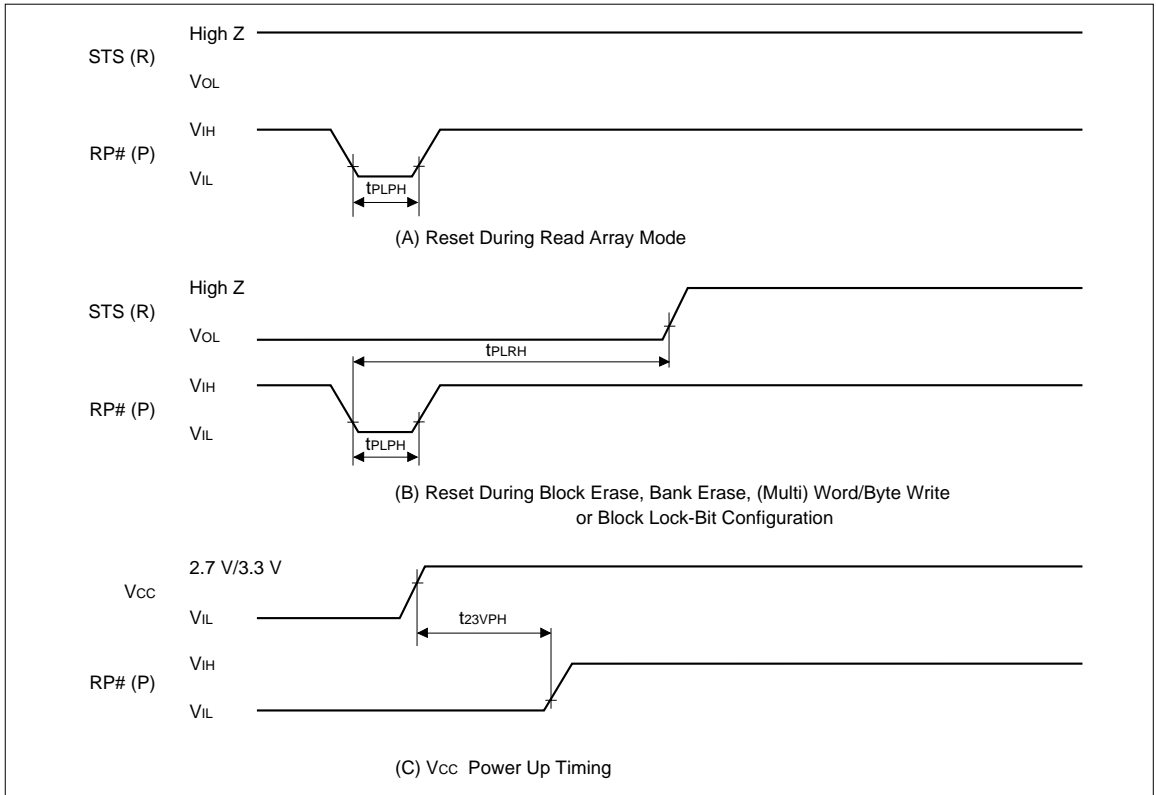 High Z
STS (R)
VOL
VIH
RP# (P)
VIL
tPLPH
(A) Reset During Read Array Mode
High Z
STS (R)
VOL
tPLRH
VIH
RP# (P)
VIL
tPLPH
(B) Reset During Block Erase, Bank Erase, (Multi) Word/Byte Write
or Block Lock-Bit Configuration
2.7 V/3.3 V
VCC
VIL
t23VPH
VIH
RP# (P)
VIL
(C) VCC Power Up Timing